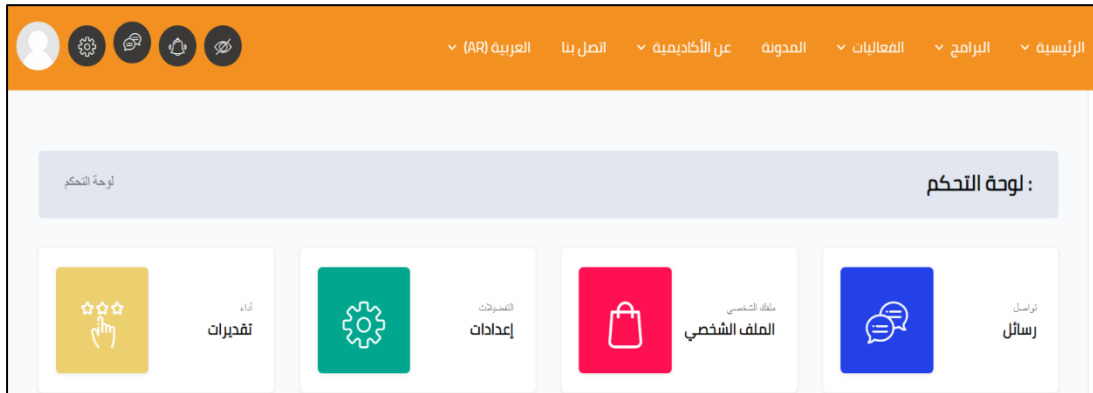 الرئيسية البرامج الفعاليات المدونة عن الأكاديمية اتصل بنا العربية (AR)
: لوحة التحكم
لوحة التحكم
تواصل
رسائل
ملفك الشخصي
الملف الشخصي
التفضيلات
إعدادات
أداء
تقديرات